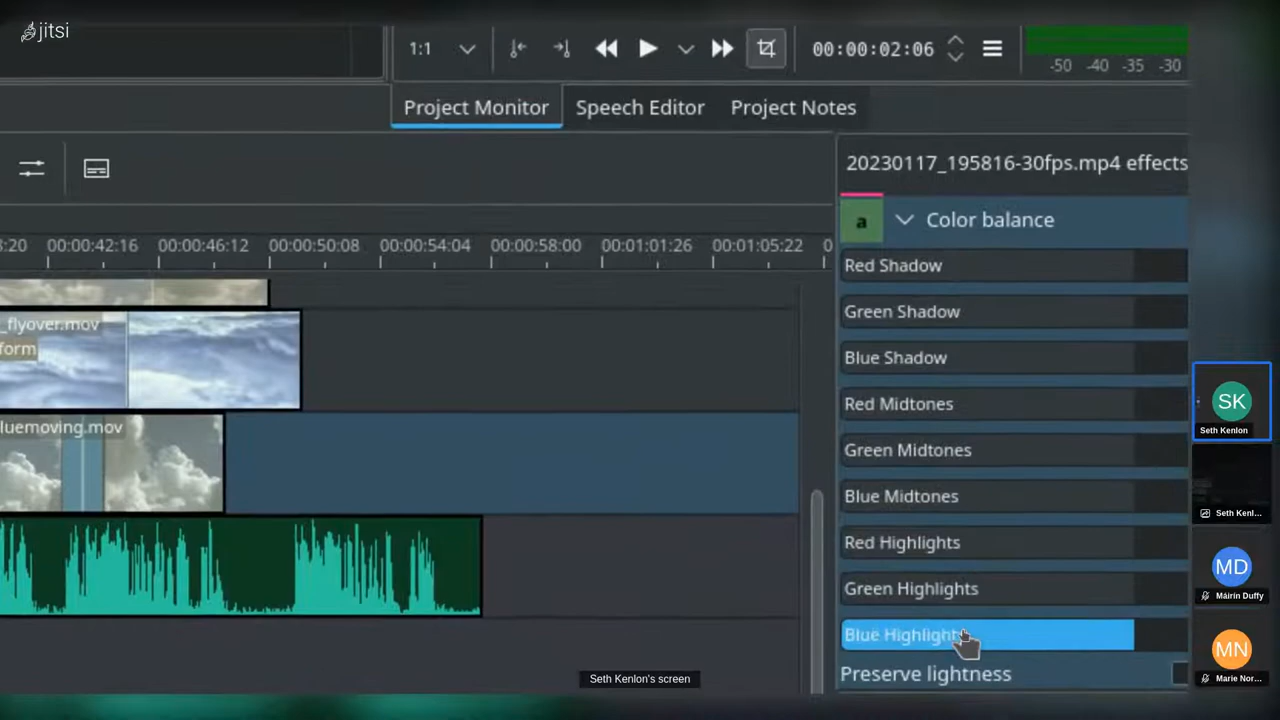 jitsi
1:1
00:00:02:06
-50 -40 -35 -30
Project Monitor
Speech Editor
Project Notes
20230117_195816-30fps.mp4 effects
a
Color balance
:20 00:00:42:16 00:00:46:12 00:00:50:08 00:00:54:04 00:00:58:00 00:01:01:26 00:01:05:22 0
Red Shadow
Green Shadow
Blue Shadow
Red Midtones
Green Midtones
Blue Midtones
Red Highlights
Green Highlights
Blue Highlights
Preserve lightness
_flyover.mov
form
luemoving.mov
SK
Seth Kenlon
Seth Kenl...
MD
Máirín Duffy
MN
Marie Nor...
Seth Kenlon's screen